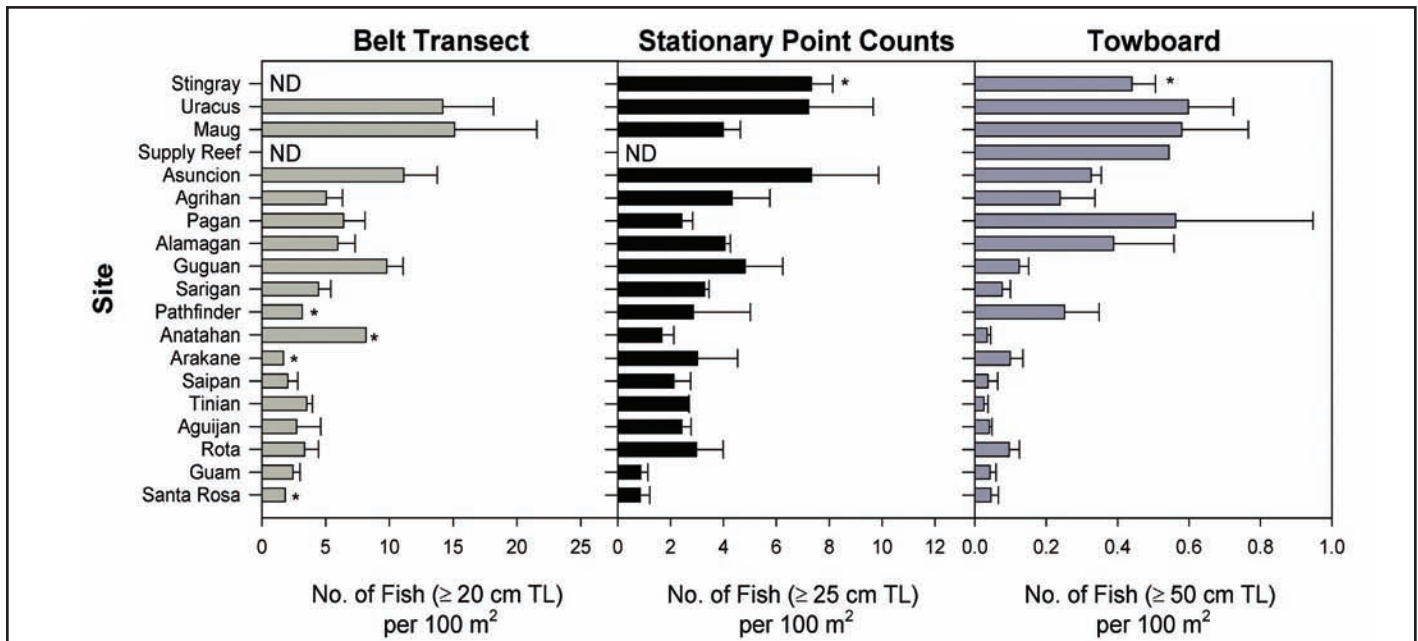 Belt Transect Stationary Point Counts Towboard
Site
Stingray ND * *
Uracus
Maug
Supply Reef ND ND
Asuncion
Agrihan
Pagan
Alamagan
Guguan
Sarigan
Pathfinder *
Anatahan *
Arakane *
Saipan
Tinian
Aguijan
Rota
Guam
Santa Rosa *
0 5 10 15 20 25 0 2 4 6 8 10 12 0.0 0.2 0.4 0.6 0.8 1.0
No. of Fish (≥ 20 cm TL) No. of Fish (≥ 25 cm TL) No. of Fish (≥ 50 cm TL)
per 100 m² per 100 m² per 100 m²